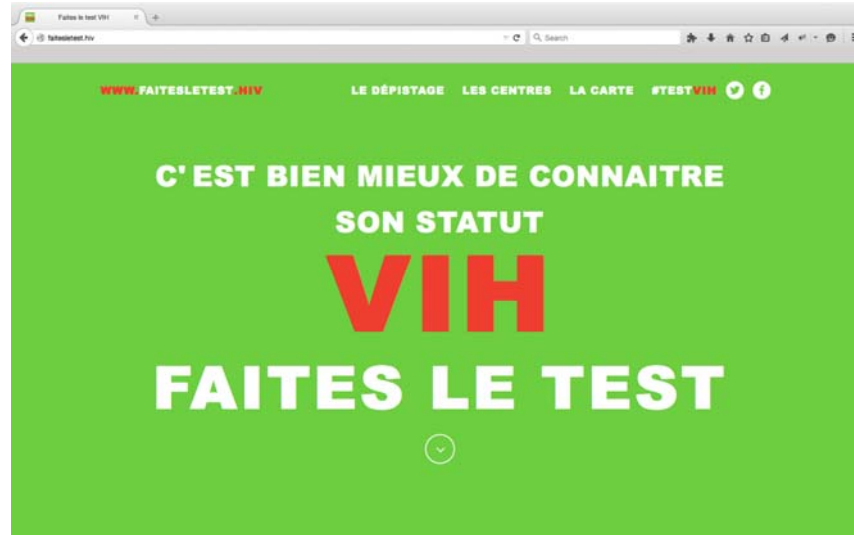 Faites le test VIH
faitesletest.hiv
Search
WWW.FAITESLETEST.HIV LE DÉPISTAGE LES CENTRES LA CARTE #TESTVIH
C'EST BIEN MIEUX DE CONNAITRE
SON STATUT
VIH
FAITES LE TEST